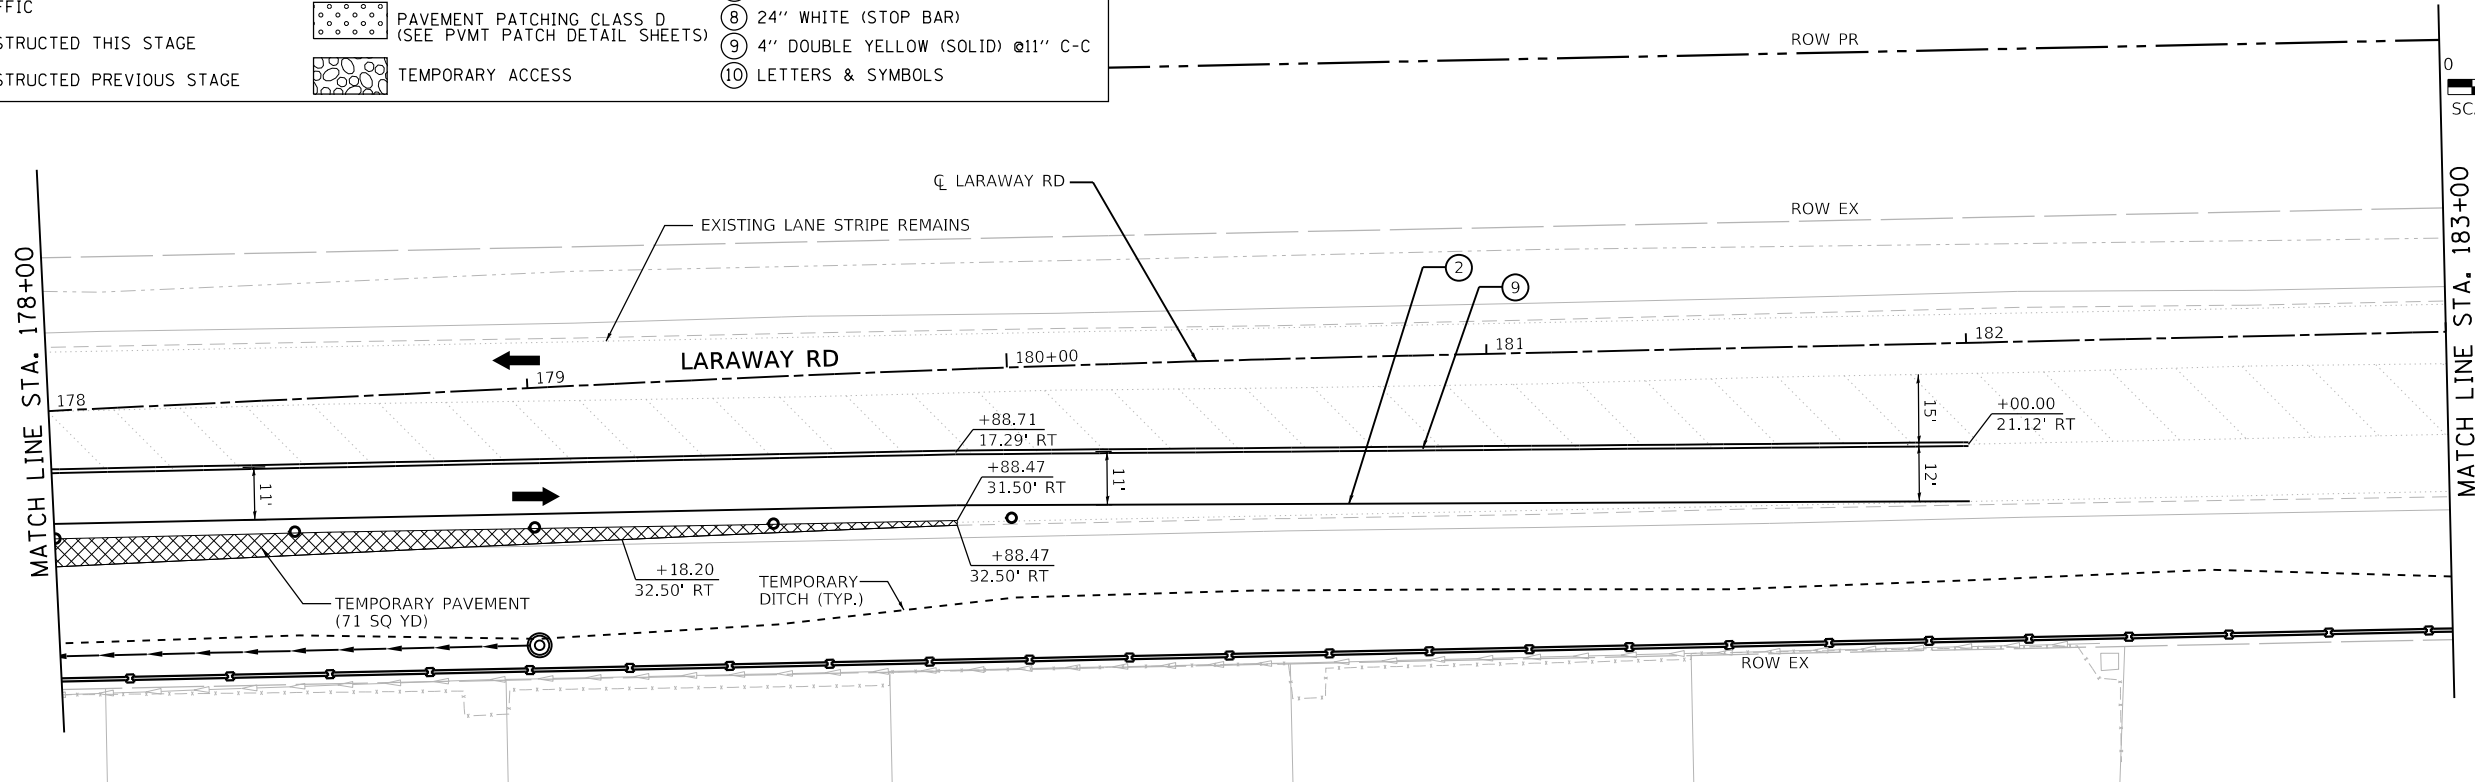 STRUCTED THIS STAGE
STRUCTED PREVIOUS STAGE
PAVEMENT PATCHING CLASS D
(SEE PVMT PATCH DETAIL SHEETS)
TEMPORARY ACCESS
8 24" WHITE (STOP BAR)
9 4" DOUBLE YELLOW (SOLID) @11" C-C
10 LETTERS & SYMBOLS
ROW PR
0
MATCH LINE STA. 178+00
MATCH LINE STA. 183+00
℄ LARAWAY RD
ROW EX
EXISTING LANE STRIPE REMAINS
2
9
LARAWAY RD
178
179
180+00
181
182
+88.71
17.29' RT
15'
+00.00
21.12' RT
+88.47
31.50' RT
11'
11'
12'
+88.47
32.50' RT
+18.20
32.50' RT
TEMPORARY
DITCH (TYP.)
TEMPORARY PAVEMENT
(71 SQ YD)
ROW EX